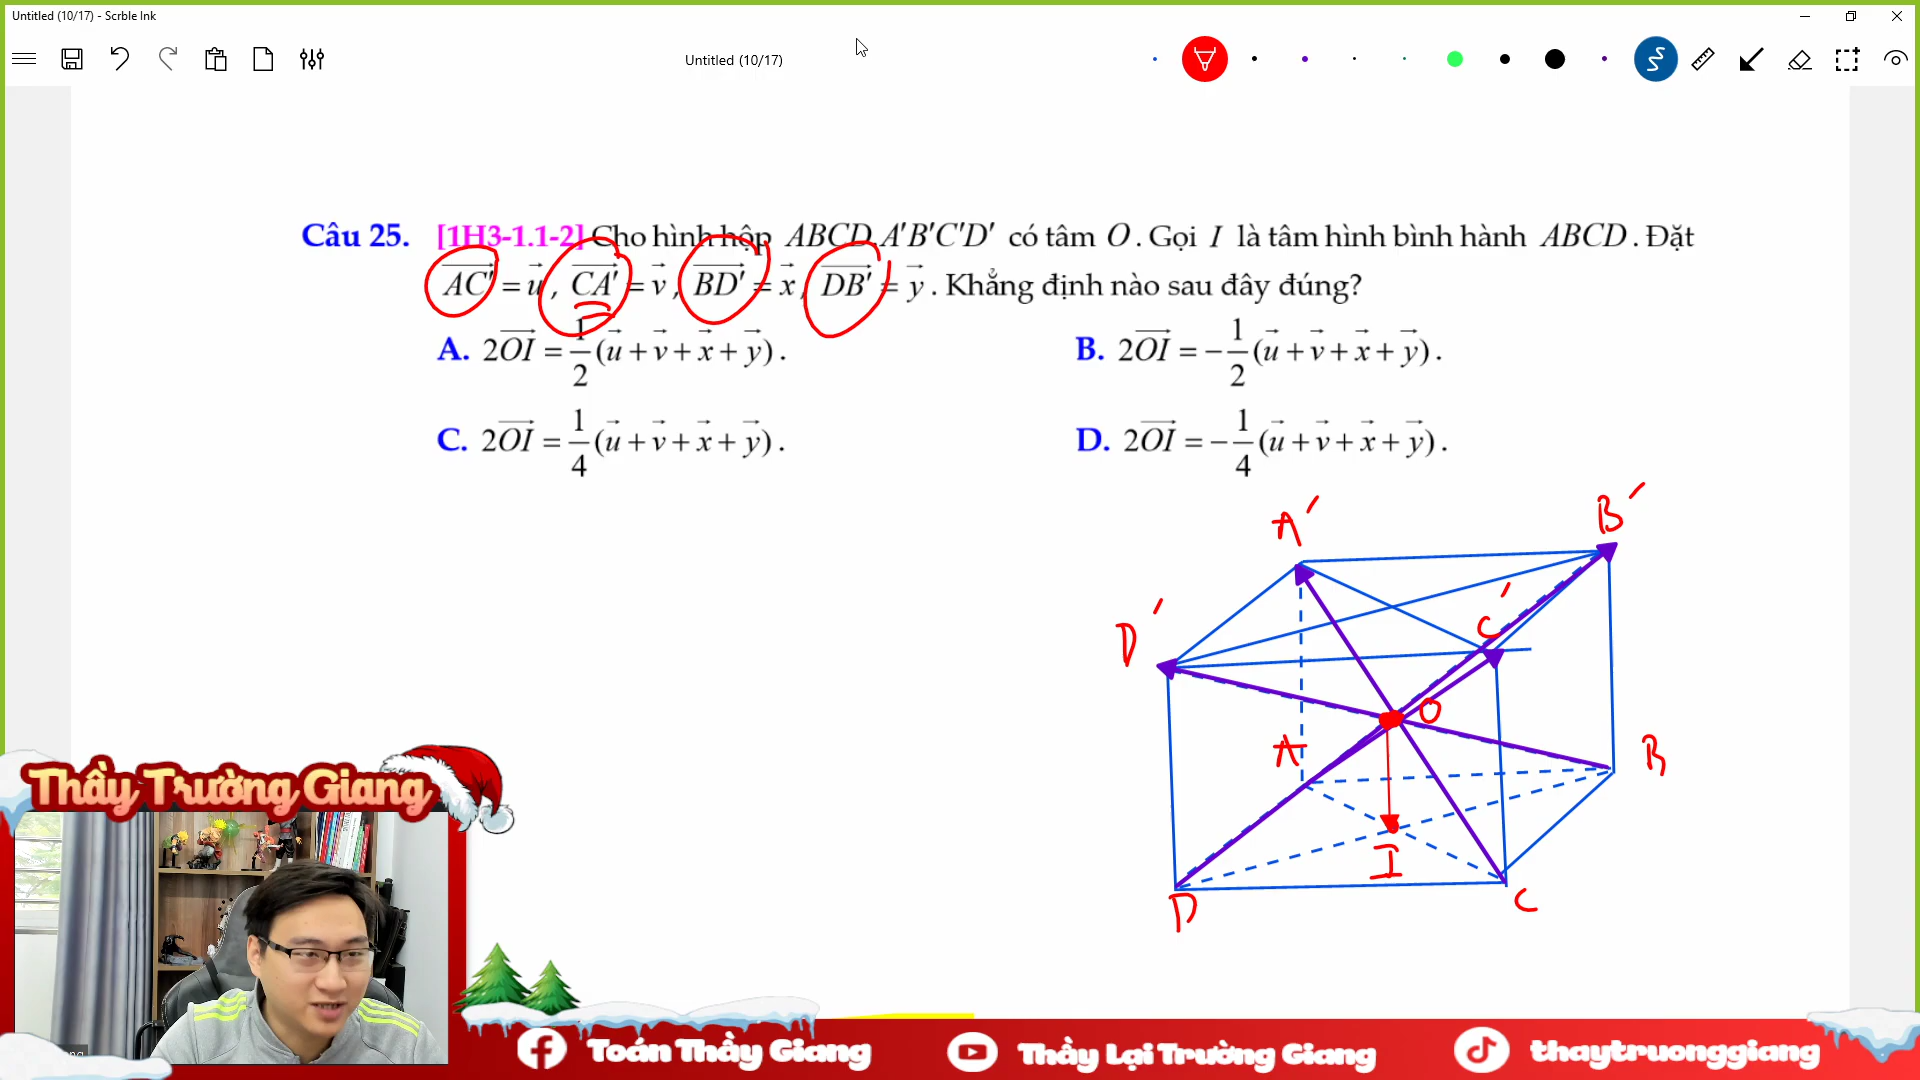 Untitled (10/17) - Scrble Ink
Untitled (10/17)
Câu 25. [1H3-1.1-2] Cho hình hộp ABCD.A'B'C'D' có tâm O. Gọi I là tâm hình bình hành ABCD. Đặt
AC' = u, CA' = v, BD' = x, DB' = y. Khẳng định nào sau đây đúng?
A. 2OI = 1/2 (u + v + x + y).
B. 2OI = -1/2 (u + v + x + y).
C. 2OI = 1/4 (u + v + x + y).
D. 2OI = -1/4 (u + v + x + y).
A'
B'
C'
D'
O
A
B
I
D
C
Thầy Trường Giang
Toán Thầy Giang
Thầy Lại Trường Giang
thaytruonggiang